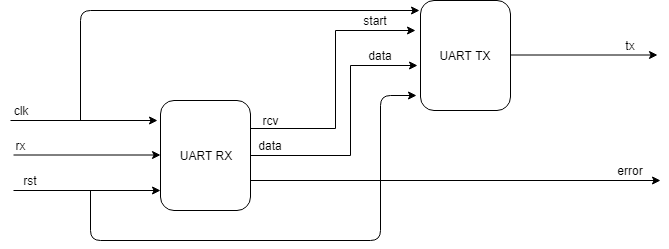 start
tx
data
UART TX
clk
rcv
rx
data
UART RX
error
rst